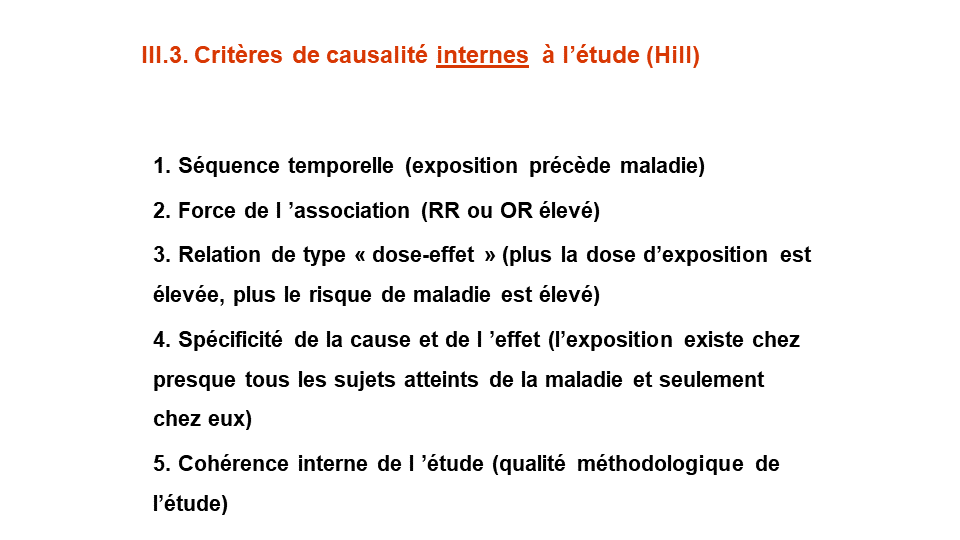 III.3. Critères de causalité internes à l’étude (Hill)
1. Séquence temporelle (exposition précède maladie)
2. Force de l ’association (RR ou OR élevé)
3. Relation de type « dose-effet » (plus la dose d’exposition est
élevée, plus le risque de maladie est élevé)
4. Spécificité de la cause et de l ’effet (l’exposition existe chez
presque tous les sujets atteints de la maladie et seulement
chez eux)
5. Cohérence interne de l ’étude (qualité méthodologique de
l’étude)